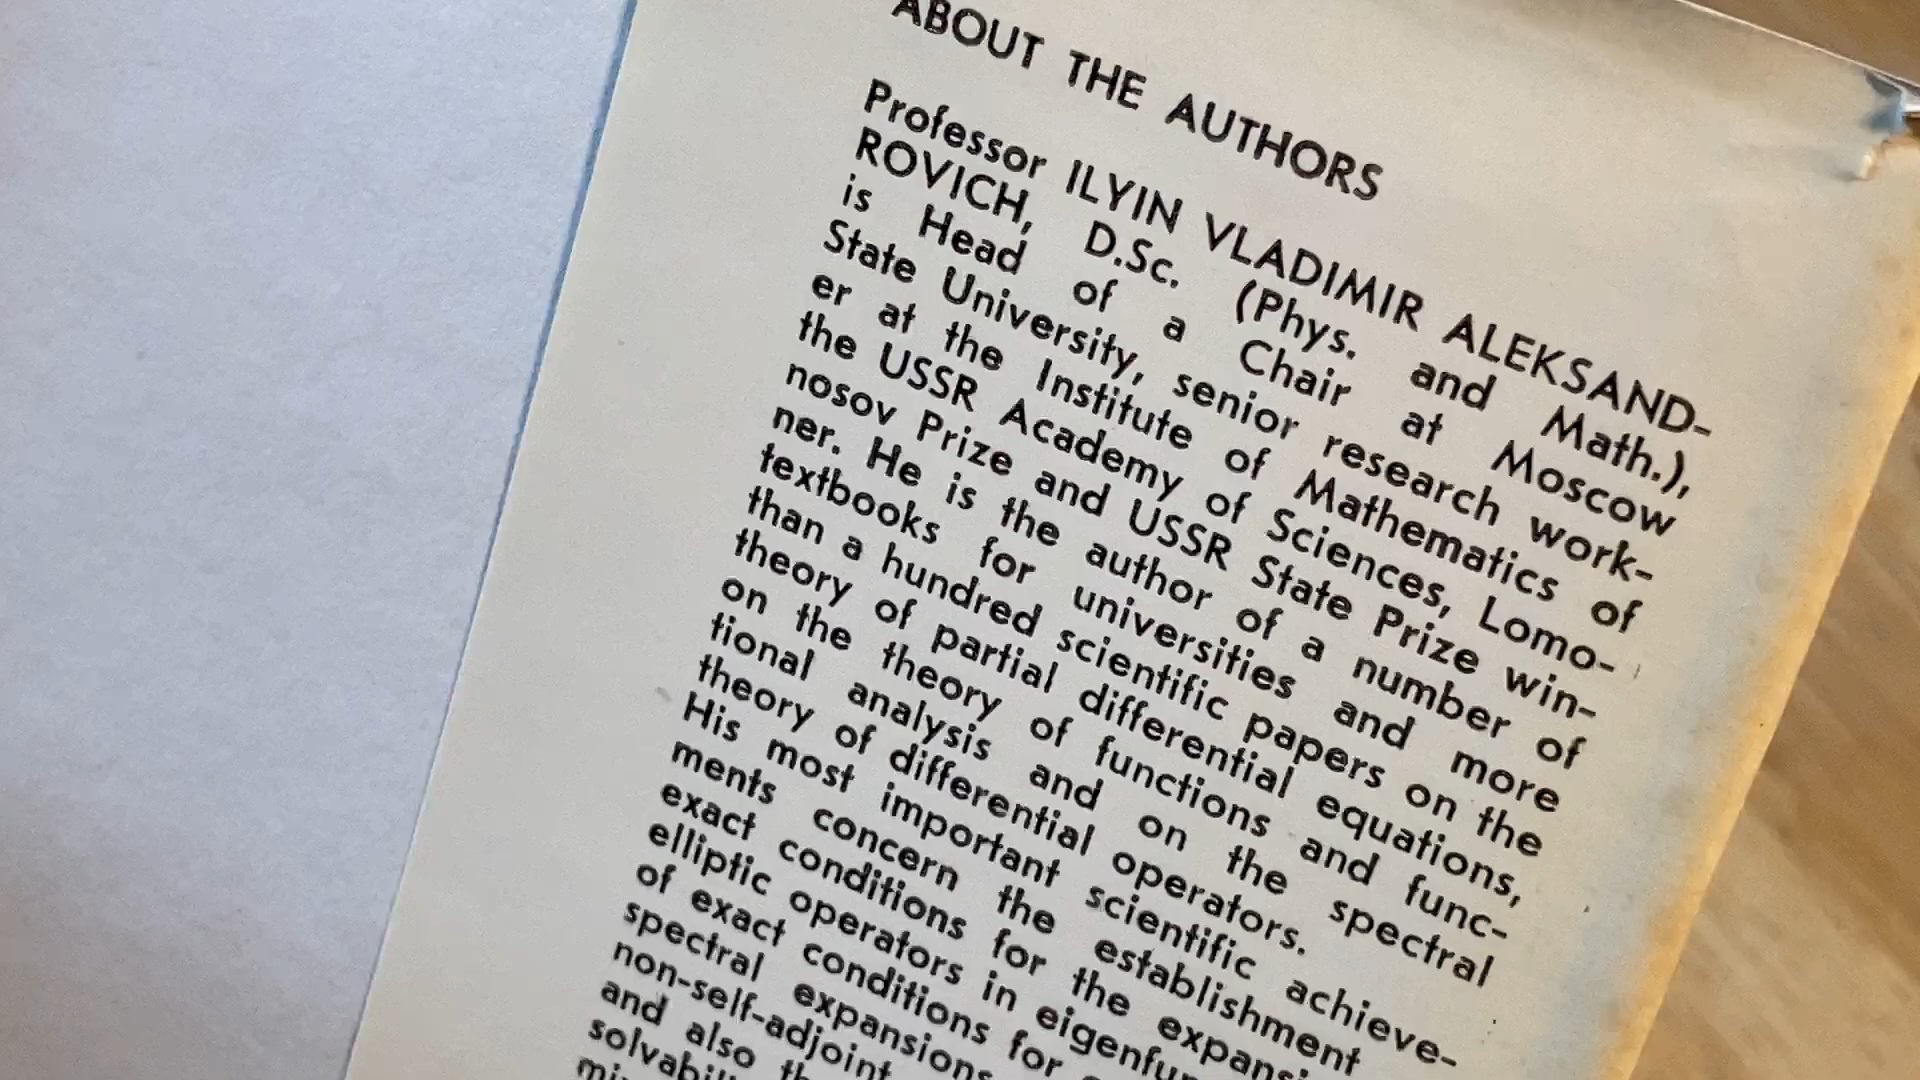 ABOUT THE AUTHORS
Professor ILYIN VLADIMIR ALEKSAND-
ROVICH, D.Sc. (Phys. and Math.),
is Head of a Chair at Moscow
State University, senior research work-
er at the Institute of Mathematics of
the USSR Academy of Sciences, Lomo-
nosov Prize and USSR State Prize win-
ner. He is the author of a number of
textbooks for universities and more
than a hundred scientific papers on the
theory of partial differential equations,
on the theory of functions and func-
tional analysis and on the spectral
theory of differential operators.
His most important scientific achieve-
ments concern the establishment
exact conditions for the
elliptic operators in
of exact conditions for
spectral expansions
non-self-adjoint
and also